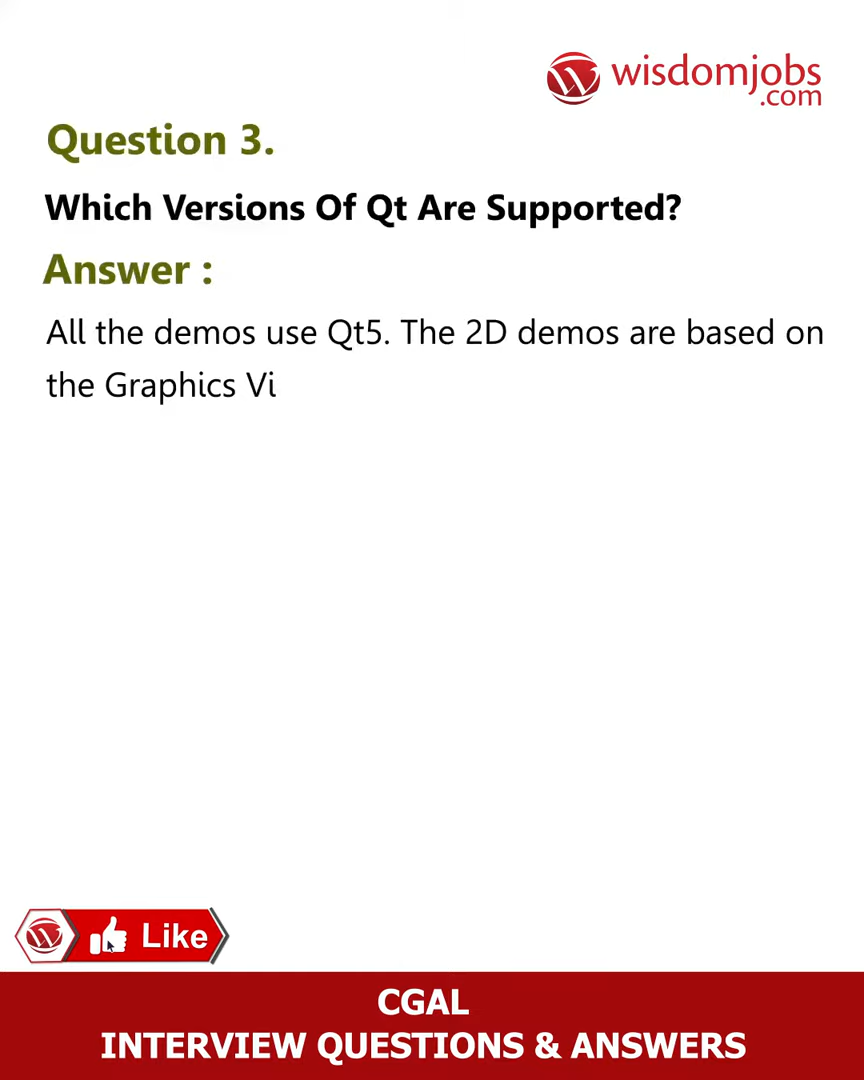 wisdomjobs
.com
Question 3.
Which Versions Of Qt Are Supported?
Answer :
All the demos use Qt5. The 2D demos are based on
the Graphics Vi
Like
CGAL
INTERVIEW QUESTIONS & ANSWERS